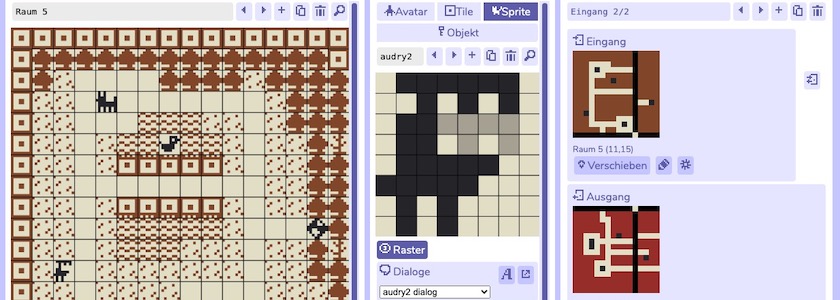 Raum 5
Avatar
Tile
Sprite
Objekt
audry2
Raster
Dialoge
A
audry2 dialog
Eingang 2/2
Eingang
Raum 5 (11,15)
Verschieben
Ausgang